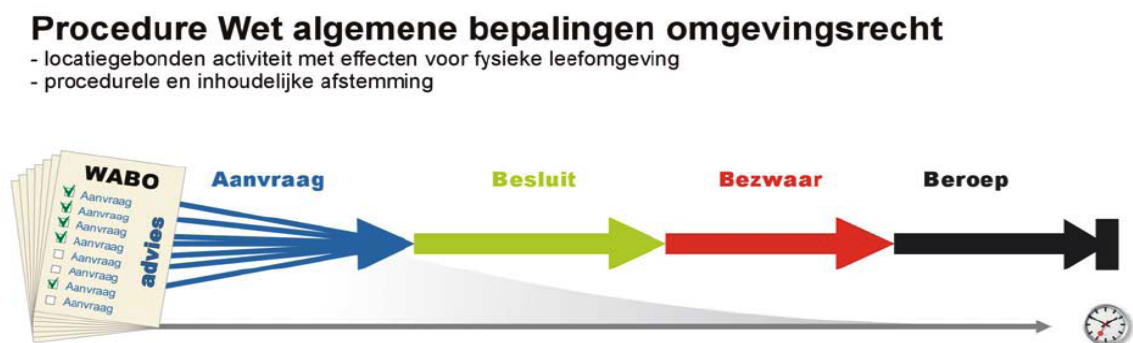 Procedure Wet algemene bepalingen omgevingsrecht
- locatiegebonden activiteit met effecten voor fysieke leefomgeving
- procedurele en inhoudelijke afstemming
WABO
Aanvraag
Aanvraag
Aanvraag
Aanvraag
Aanvraag
Aanvraag
Aanvraag
Aanvraag
advies
Aanvraag
Besluit
Bezwaar
Beroep